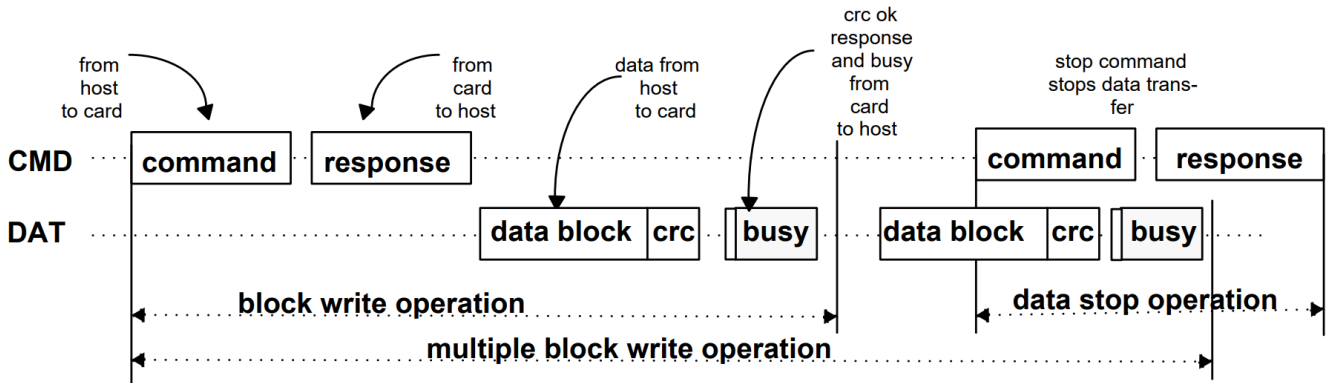 from
host
to card
from
card
to host
data from
host
to card
crc ok
response
and busy
from
card
to host
stop command
stops data trans-
fer
CMD command response command response
DAT data block crc busy data block crc busy
block write operation data stop operation
multiple block write operation